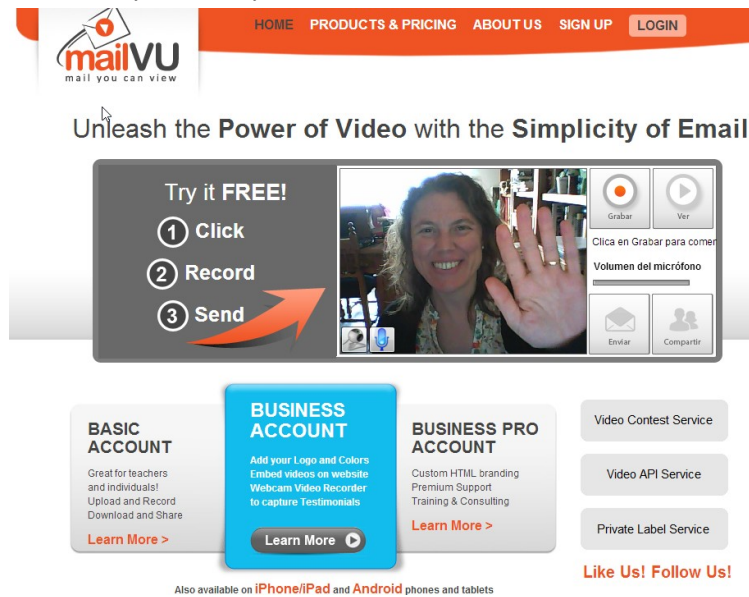 HOME PRODUCTS & PRICING ABOUT US SIGN UP LOGIN
mailVU
mail you can view
Unleash the Power of Video with the Simplicity of Email
Try it FREE!
1 Click
2 Record
3 Send
Grabar Ver
Clica en Grabar para comer
Volumen del micrófono
Enviar Compartir
BASIC
ACCOUNT
Great for teachers
and individuals!
Upload and Record
Download and Share
Learn More >
BUSINESS
ACCOUNT
Add your Logo and Colors
Embed videos on website
Webcam Video Recorder
to capture Testimonials
Learn More
BUSINESS PRO
ACCOUNT
Custom HTML branding
Premium Support
Training & Consulting
Learn More >
Video Contest Service
Video API Service
Private Label Service
Like Us! Follow Us!
Also available on iPhone/iPad and Android phones and tablets